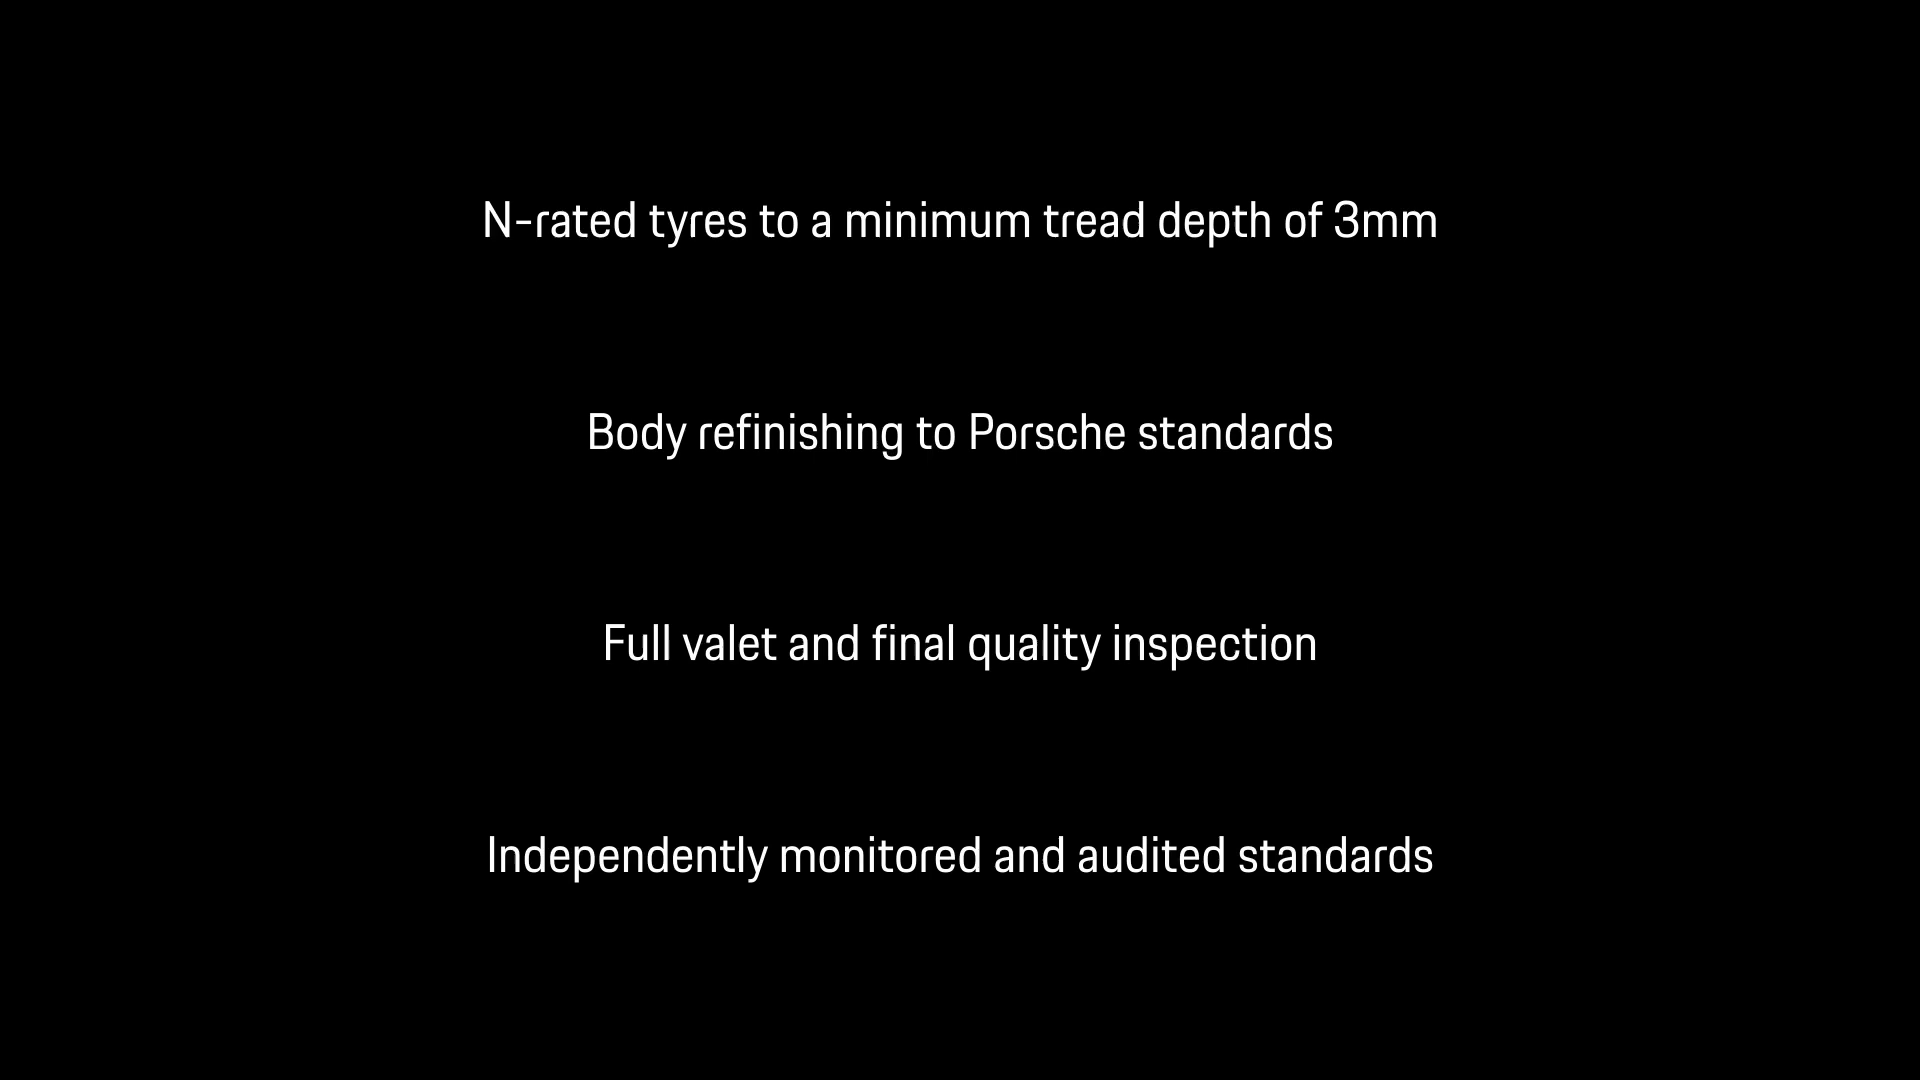 N-rated tyres to a minimum tread depth of 3mm
Body refinishing to Porsche standards
Full valet and final quality inspection
Independently monitored and audited standards